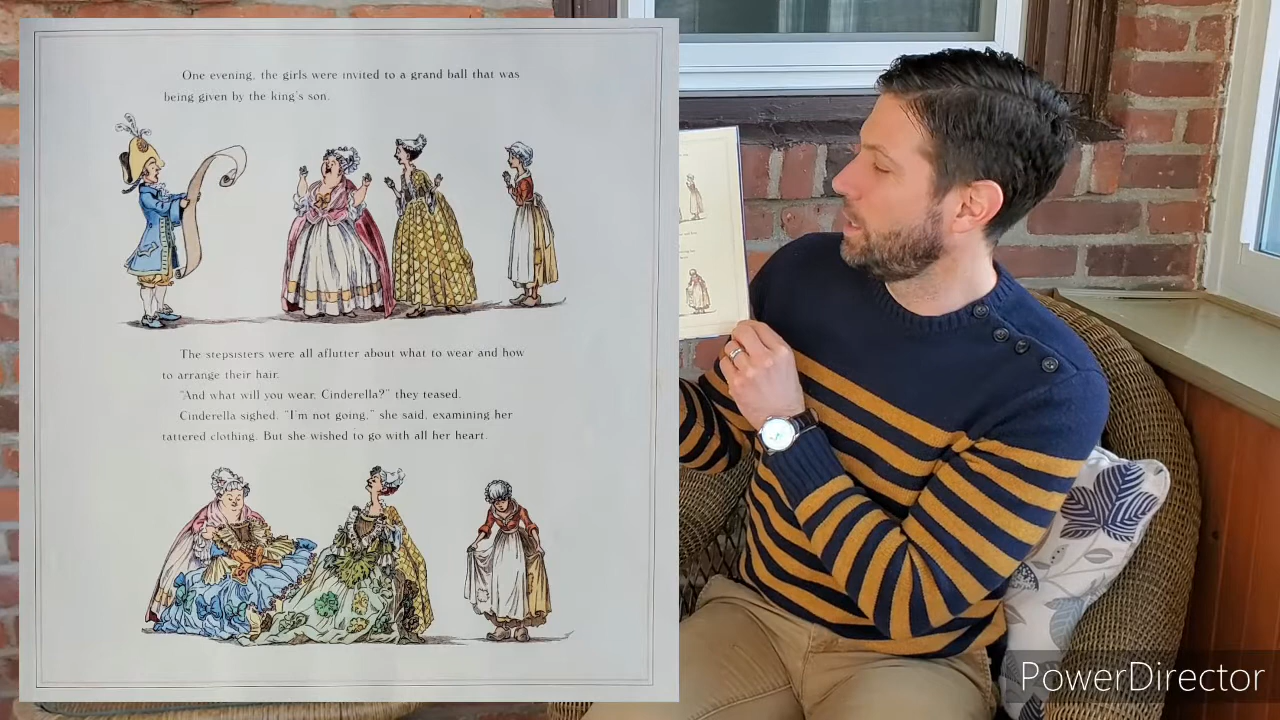 One evening, the girls were invited to a grand ball that was
being given by the king's son.
The stepsisters were all aflutter about what to wear and how
to arrange their hair.
"And what will you wear, Cinderella?" they teased.
Cinderella sighed. "I'm not going," she said, examining her
tattered clothing. But she wished to go with all her heart.
PowerDirector